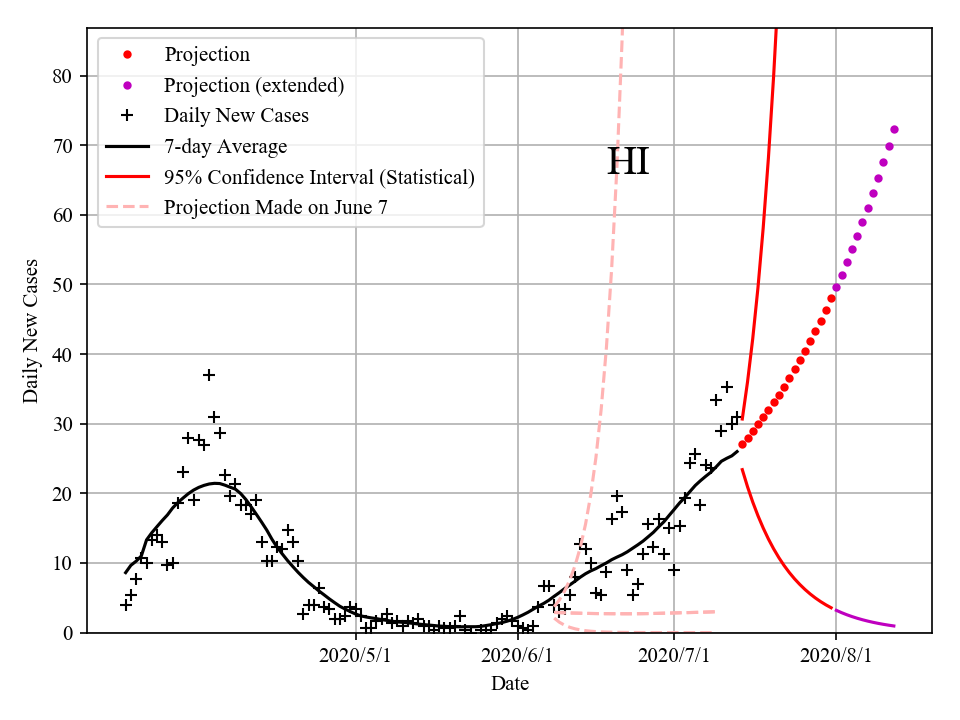 Projection
Projection (extended)
Daily New Cases
7-day Average
95% Confidence Interval (Statistical)
Projection Made on June 7
HI
80
70
60
50
40
30
20
10
0
Daily New Cases
2020/5/1 2020/6/1 2020/7/1 2020/8/1
Date